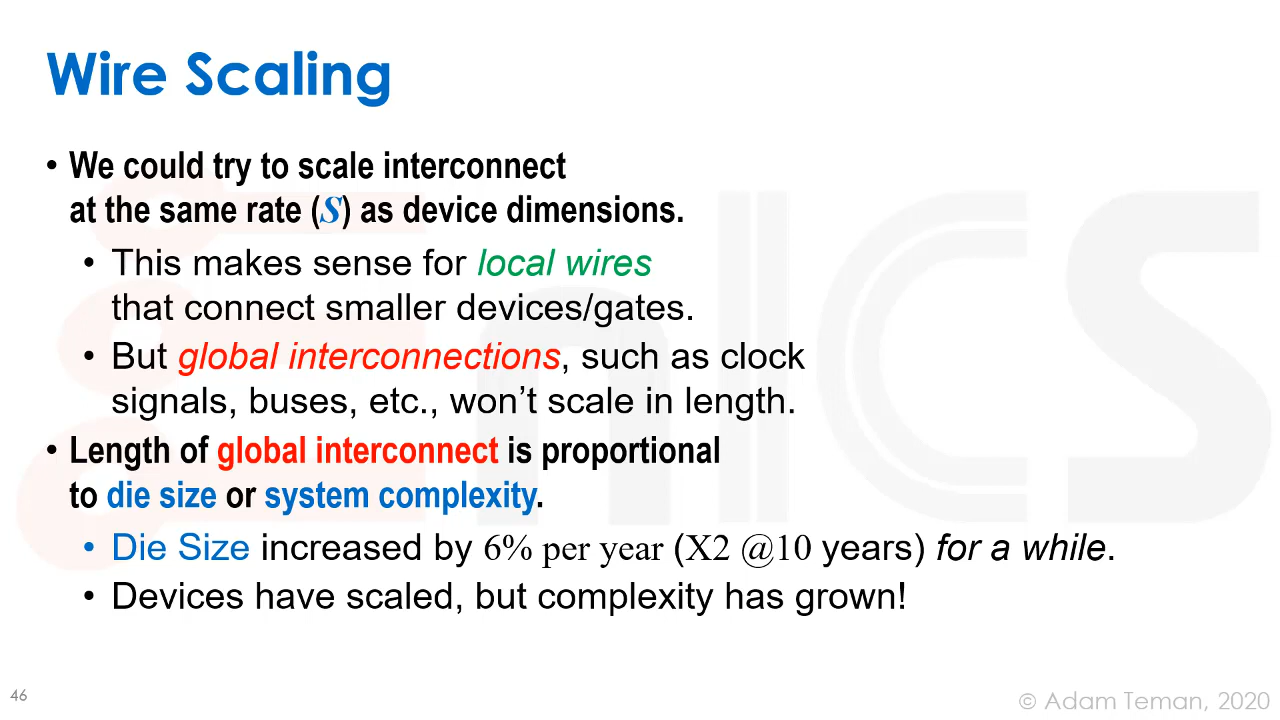 Wire Scaling
• We could try to scale interconnect
at the same rate (S) as device dimensions.
• This makes sense for local wires
that connect smaller devices/gates.
• But global interconnections, such as clock
signals, buses, etc., won’t scale in length.
• Length of global interconnect is proportional
to die size or system complexity.
• Die Size increased by 6% per year (X2 @10 years) for a while.
• Devices have scaled, but complexity has grown!
46
© Adam Teman, 2020
nICS